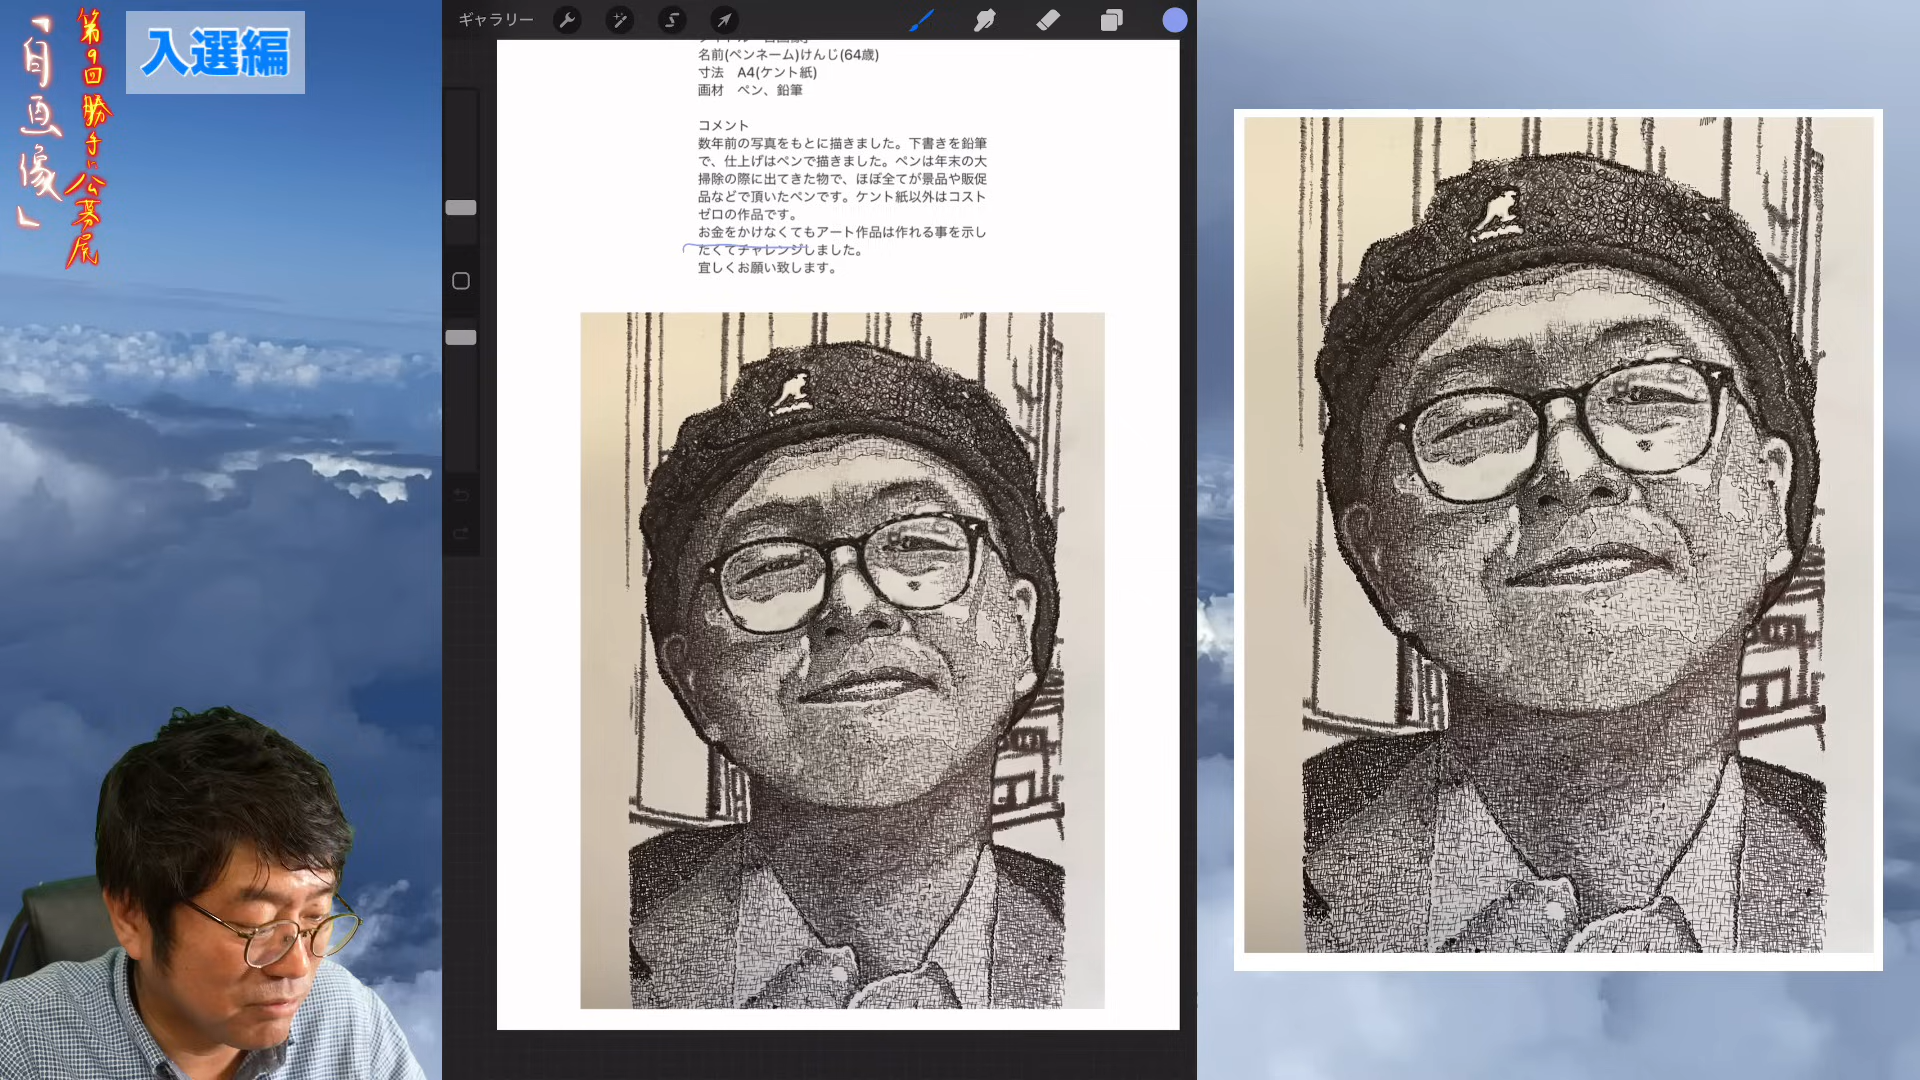 第9回勝手に公募展
「自画像」
入選編
ギャラリー
名前(ペンネーム)けんじ(64歳)
寸法　A4(ケント紙)
画材　ペン、鉛筆
コメント
数年前の写真をもとに描きました。下書きを鉛筆
で、仕上げはペンで描きました。ペンは年末の大
掃除の際に出てきた物で、ほぼ全てが景品や販促
品などで頂いたペンです。ケント紙以外はコスト
ゼロの作品です。
お金をかけなくてもアート作品は作れる事を示し
たくてチャレンジしました。
宜しくお願い致します。